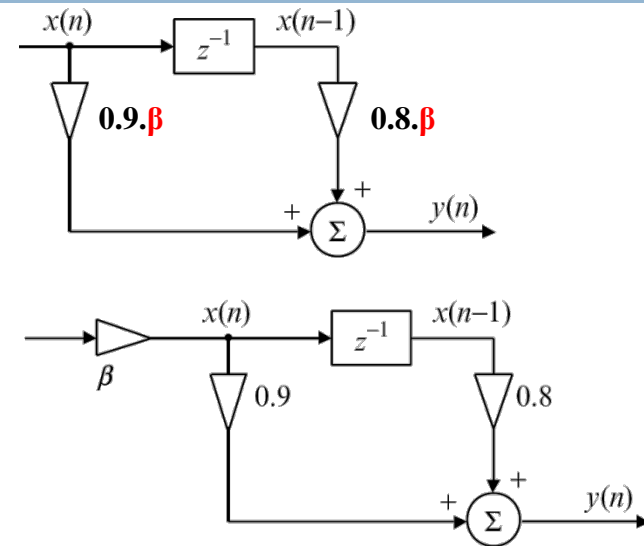 x(n)
x(n−1)
z⁻¹
0.9.β
0.8.β
+
+
Σ
y(n)
x(n)
x(n−1)
z⁻¹
β
0.9
0.8
+
+
Σ
y(n)